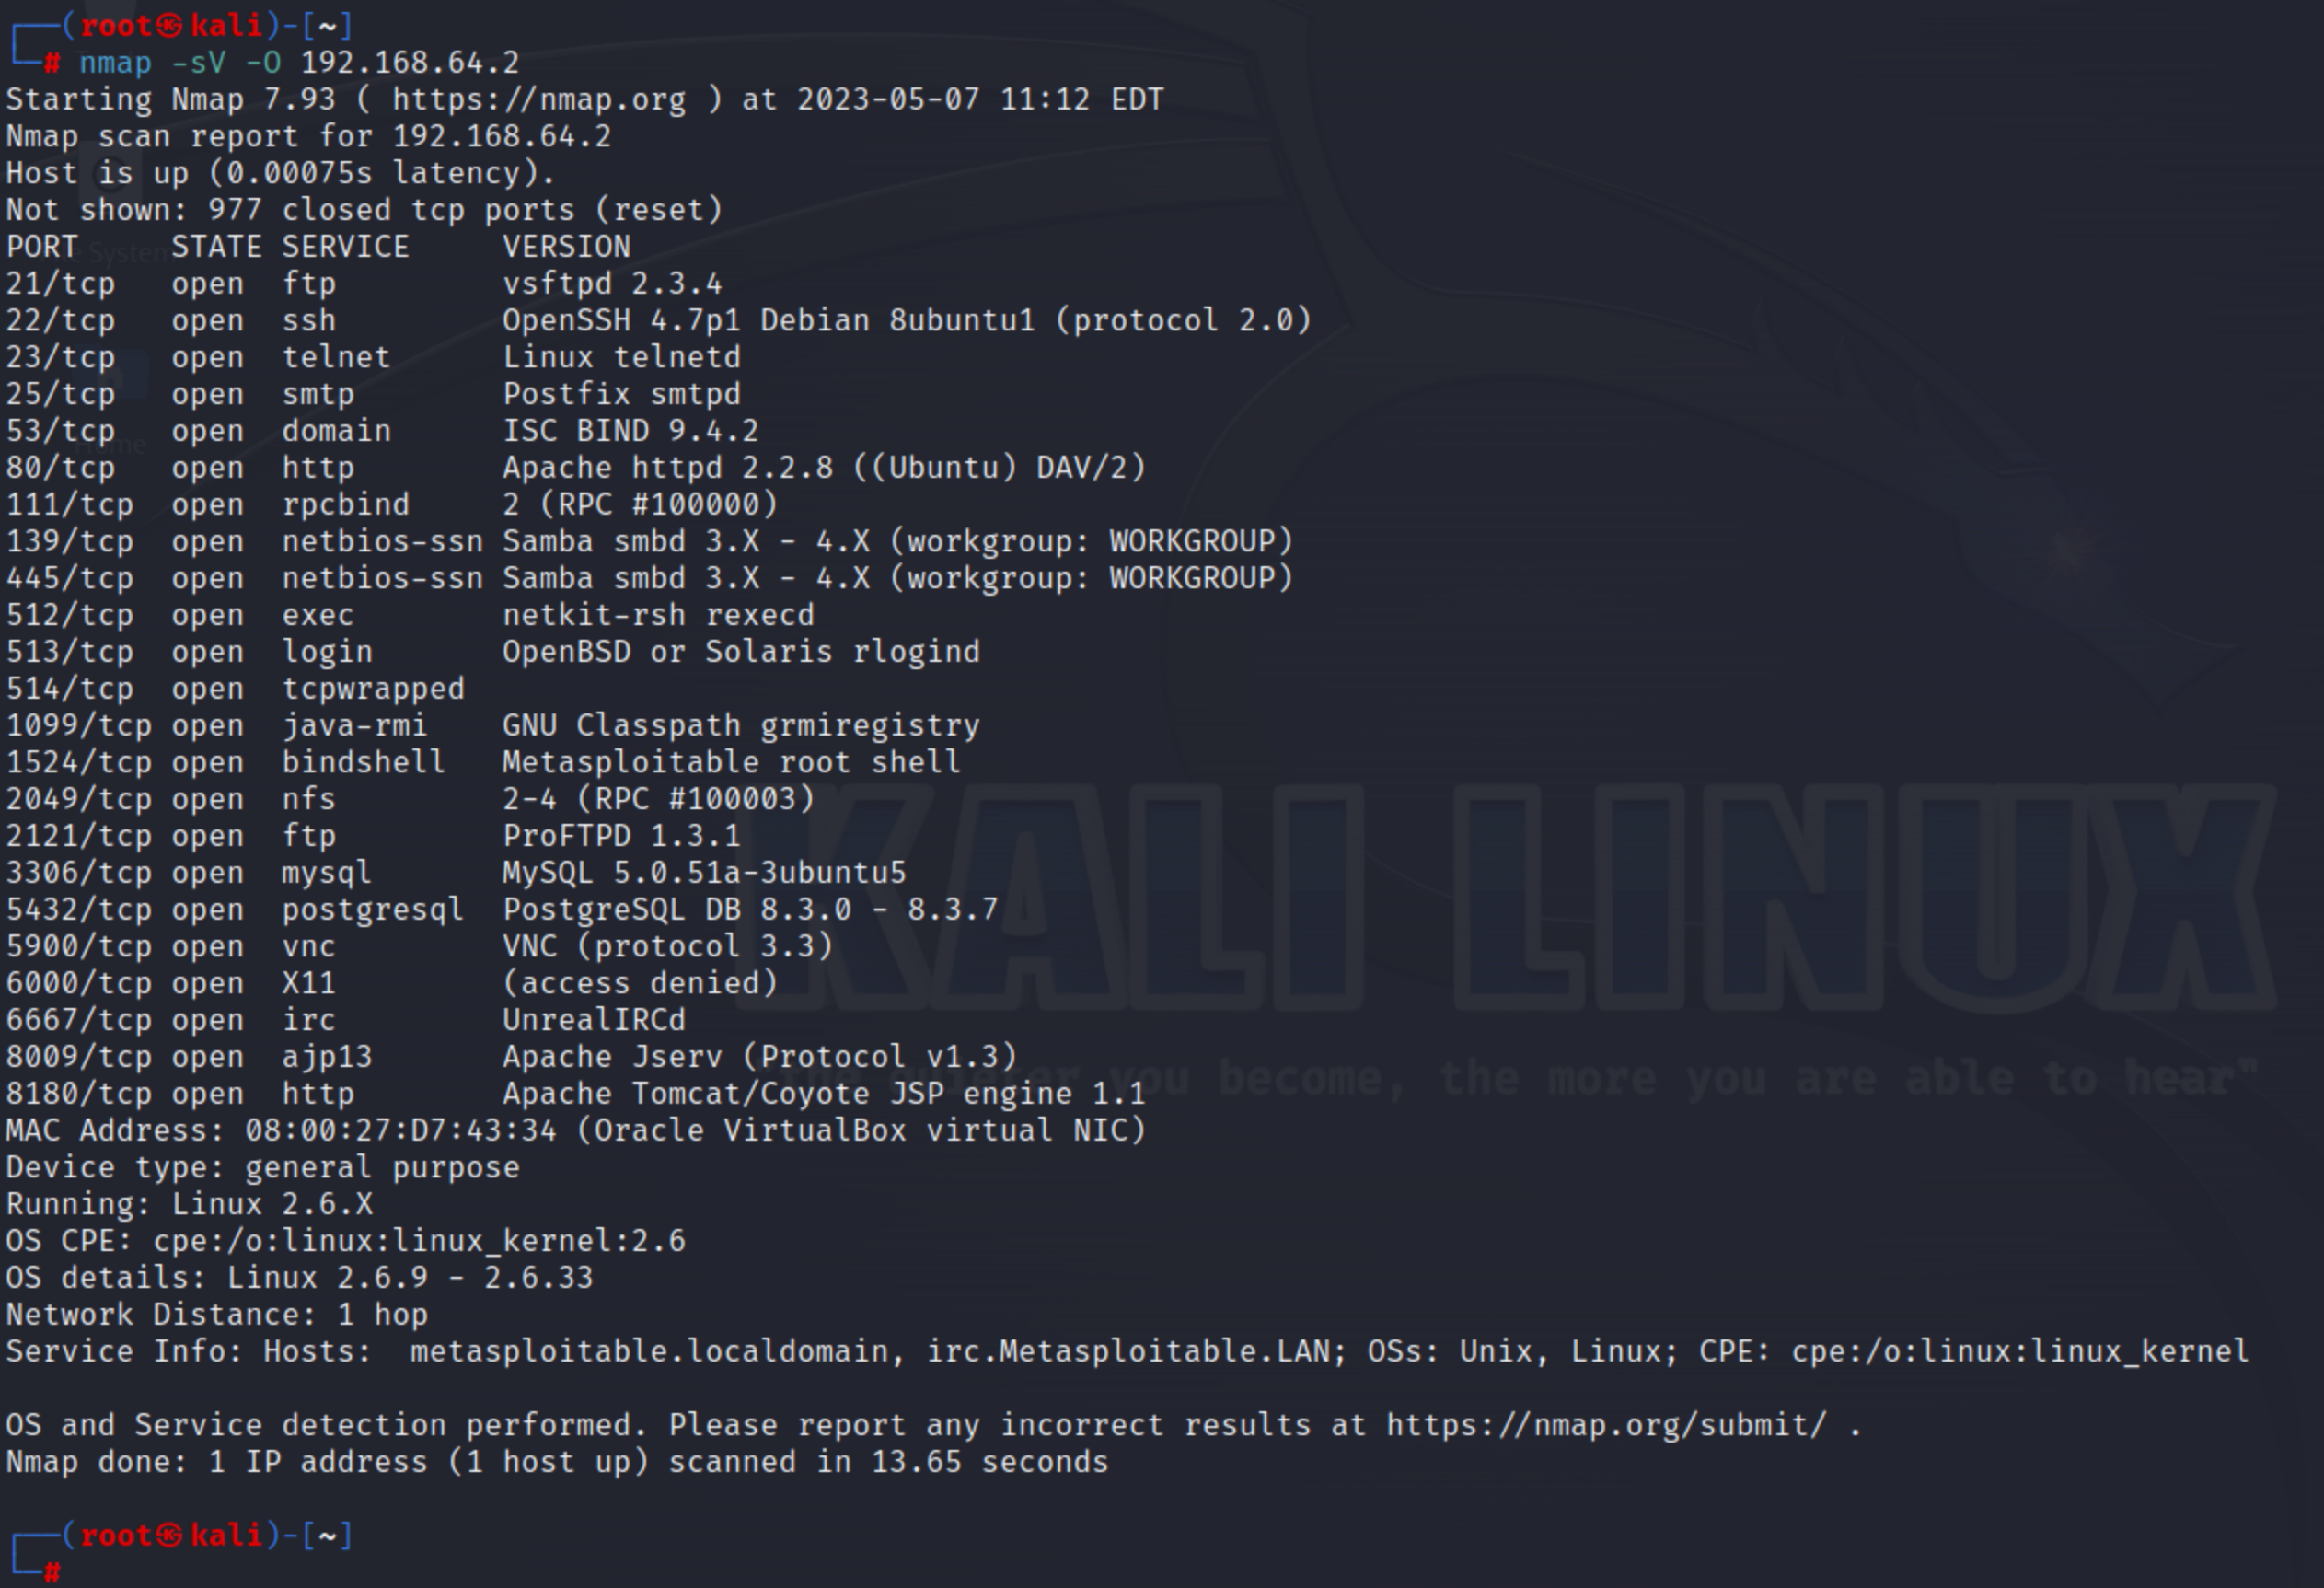 ┌──(root㉿kali)-[~]
└─# nmap -sV -O 192.168.64.2
Starting Nmap 7.93 ( https://nmap.org ) at 2023-05-07 11:12 EDT
Nmap scan report for 192.168.64.2
Host is up (0.00075s latency).
Not shown: 977 closed tcp ports (reset)
PORT     STATE SERVICE     VERSION
21/tcp   open  ftp         vsftpd 2.3.4
22/tcp   open  ssh         OpenSSH 4.7p1 Debian 8ubuntu1 (protocol 2.0)
23/tcp   open  telnet      Linux telnetd
25/tcp   open  smtp        Postfix smtpd
53/tcp   open  domain      ISC BIND 9.4.2
80/tcp   open  http        Apache httpd 2.2.8 ((Ubuntu) DAV/2)
111/tcp  open  rpcbind     2 (RPC #100000)
139/tcp  open  netbios-ssn Samba smbd 3.X - 4.X (workgroup: WORKGROUP)
445/tcp  open  netbios-ssn Samba smbd 3.X - 4.X (workgroup: WORKGROUP)
512/tcp  open  exec        netkit-rsh rexecd
513/tcp  open  login       OpenBSD or Solaris rlogind
514/tcp  open  tcpwrapped
1099/tcp open  java-rmi    GNU Classpath grmiregistry
1524/tcp open  bindshell   Metasploitable root shell
2049/tcp open  nfs         2-4 (RPC #100003)
2121/tcp open  ftp         ProFTPD 1.3.1
3306/tcp open  mysql       MySQL 5.0.51a-3ubuntu5
5432/tcp open  postgresql  PostgreSQL DB 8.3.0 - 8.3.7
5900/tcp open  vnc         VNC (protocol 3.3)
6000/tcp open  X11         (access denied)
6667/tcp open  irc         UnrealIRCd
8009/tcp open  ajp13       Apache Jserv (Protocol v1.3)
8180/tcp open  http        Apache Tomcat/Coyote JSP engine 1.1
MAC Address: 08:00:27:D7:43:34 (Oracle VirtualBox virtual NIC)
Device type: general purpose
Running: Linux 2.6.X
OS CPE: cpe:/o:linux:linux_kernel:2.6
OS details: Linux 2.6.9 - 2.6.33
Network Distance: 1 hop
Service Info: Hosts:  metasploitable.localdomain, irc.Metasploitable.LAN; OSs: Unix, Linux; CPE: cpe:/o:linux:linux_kernel
OS and Service detection performed. Please report any incorrect results at https://nmap.org/submit/ .
Nmap done: 1 IP address (1 host up) scanned in 13.65 seconds
┌──(root㉿kali)-[~]
└─#
KALI LINUX
you become, the more you are able to hear"
Home
System